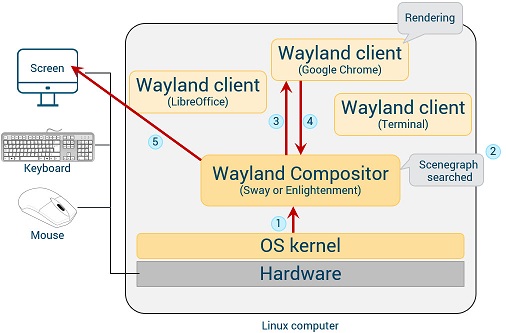 Rendering
Screen
Wayland client
(LibreOffice)
Wayland client
(Google Chrome)
Wayland client
(Terminal)
3
4
5
2
Keyboard
Wayland Compositor
(Sway or Enlightenment)
Scenegraph
searched
Mouse
1
OS kernel
Hardware
Linux computer